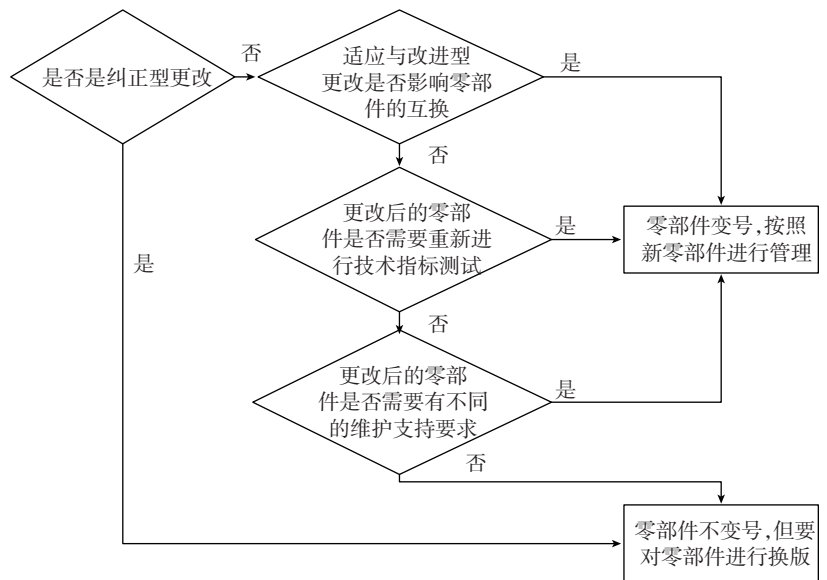 是否是纠正型更改
否
适应与改进型
更改是否影响零部
件的互换
是
否
更改后的零部
件是否需要重新进
行技术指标测试
是
零部件变号,按照
新零部件进行管理
是
否
更改后的零部
件是否需要有不同
的维护支持要求
是
否
零部件不变号,但要
对零部件进行换版